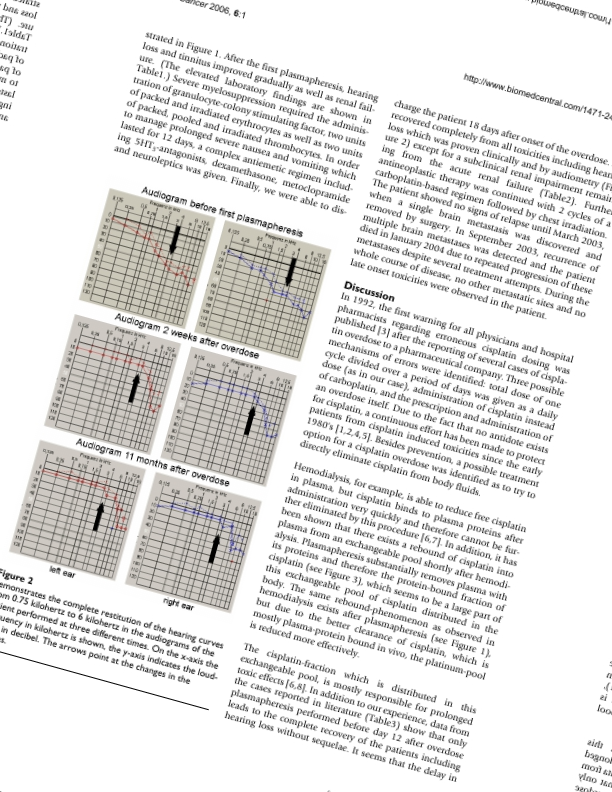 ancer 2006, 6:1
http://www.biomedcentral.com/1471-24
strated in Figure 1. After the first plasmapheresis, hearing
loss and tinnitus improved gradually as well as renal fail-
ure. (The elevated laboratory findings are shown in
Table1.) Severe myelosuppression required the adminis-
tration of granulocyte-colony stimulating factor, two units
of packed and irradiated erythrocytes as well as two units
of packed, pooled and irradiated thrombocytes. In order
to manage prolonged severe nausea and vomiting which
lasted for 12 days, a complex antiemetic regimen includ-
ing 5HT3-antagonists, dexamethasone, metoclopramide
and neuroleptics was given. Finally, we were able to dis-
Audiogram before first plasmapheresis
Audiogram 2 weeks after overdose
Audiogram 11 months after overdose
left ear
right ear
Figure 2
emonstrates the complete restitution of the hearing curves
om 0.75 kilohertz to 6 kilohertz in the audiograms of the
ient performed at three different times. On the x-axis the
uency in kilohertz is shown, the y-axis indicates the loud-
in decibel. The arrows point at the changes in the
s.
charge the patient 18 days after onset of the overdose.
recovered completely from all toxicities including hear
loss which was proven clinically and by audiometry (Fi
ure 2) except for a subclinical renal impairment remain
ing from the acute renal failure (Table2). Furthe
antineoplastic therapy was continued with 2 cycles of a
carboplatin-based regimen followed by chest irradiation.
The patient showed no signs of relapse until March 2003,
when a single brain metastasis was discovered and
removed by surgery. In September 2003, recurrence of
multiple brain metastases was detected and the patient
died in January 2004 due to repeated progression of these
metastases despite several treatment attempts. During the
whole course of disease, no other metastatic sites and no
late onset toxicities were observed in the patient.
Discussion
In 1992, the first warning for all physicians and hospital
pharmacists regarding erroneous cisplatin dosing was
published [3] after the reporting of several cases of cispla-
tin overdose to a pharmaceutical company. Three possible
mechanisms of errors were identified: total dose of one
cycle divided over a period of days was given as a daily
dose (as in our case), administration of cisplatin instead
of carboplatin, and the prescription and administration of
an overdose itself. Due to the fact that no antidote exists
for cisplatin, a continuous effort has been made to protect
patients from cisplatin induced toxicities since the early
1980's [1,2,4,5]. Besides prevention, a possible treatment
option for a cisplatin overdose was identified as to try to
directly eliminate cisplatin from body fluids.
Hemodialysis, for example, is able to reduce free cisplatin
in plasma, but cisplatin binds to plasma proteins after
administration very quickly and therefore cannot be fur-
ther eliminated by this procedure [6,7]. In addition, it has
been shown that there exists a rebound of cisplatin into
plasma from an exchangeable pool shortly after hemodi-
alysis. Plasmapheresis substantially removes plasma with
its proteins and therefore the protein-bound fraction of
cisplatin (see Figure 3), which seems to be a large part of
this exchangeable pool of cisplatin distributed in the
body. The same rebound-phenomenon as observed in
hemodialysis exists after plasmapheresis (see Figure 1),
but due to the better clearance of cisplatin, which is
mostly plasma-protein bound in vivo, the platinum-pool
is reduced more effectively.
The cisplatin-fraction which is distributed in this
exchangeable pool, is mostly responsible for prolonged
toxic effects [6,8]. In addition to our experience, data from
the cases reported in literature (Table3) show that only
plasmapheresis performed before day 12 after overdose
leads to the complete recovery of the patients including
hearing loss without sequelae. It seems that the delay in